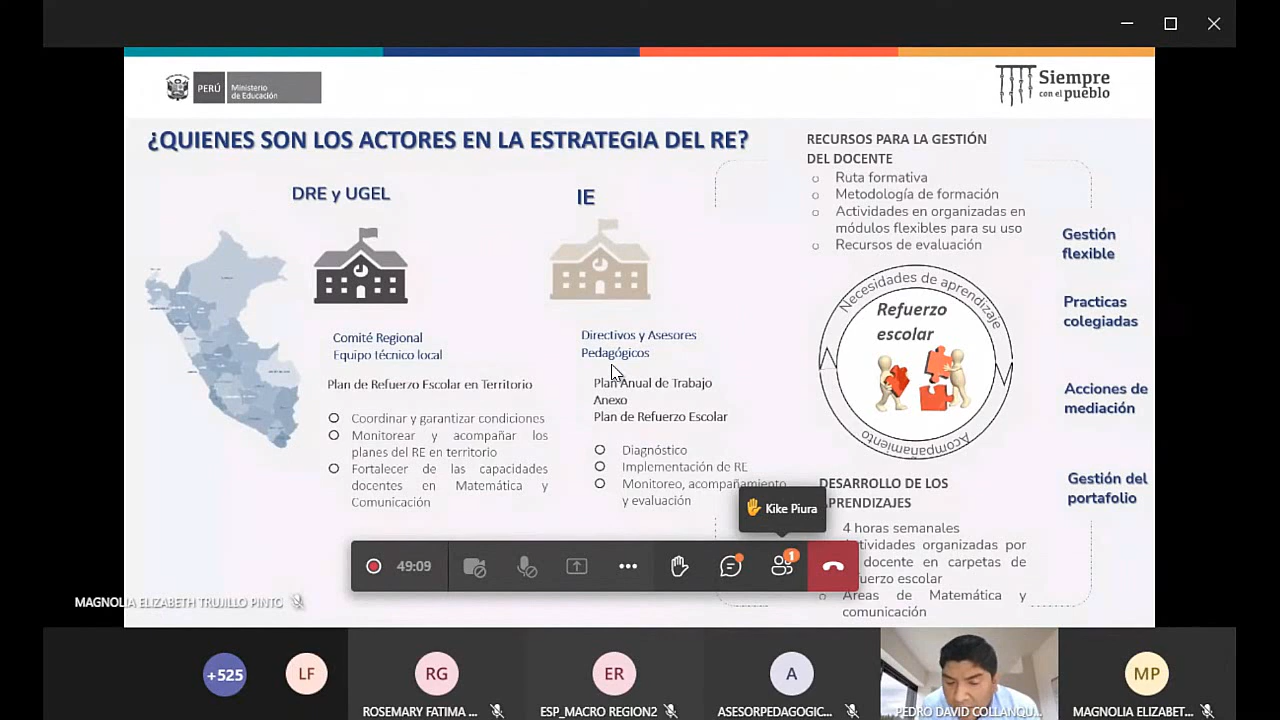 PERÚ
Ministerio
de Educación
Siempre
con el pueblo
¿QUIENES SON LOS ACTORES EN LA ESTRATEGIA DEL RE?
DRE y UGEL
IE
Comité Regional
Equipo técnico local
Plan de Refuerzo Escolar en Territorio
Coordinar y garantizar condiciones
Monitorear y acompañar los
planes del RE en territorio
Fortalecer de las capacidades
docentes en Matemática y
Comunicación
Directivos y Asesores
Pedagógicos
Plan Anual de Trabajo
Anexo
Plan de Refuerzo Escolar
Diagnóstico
Implementación de RE
Monitoreo, acompañamiento
y evaluación
RECURSOS PARA LA GESTIÓN
DEL DOCENTE
Ruta formativa
Metodología de formación
Actividades en organizadas en
módulos flexibles para su uso
Recursos de evaluación
Necesidades de aprendizaje
Refuerzo
escolar
Acompañamiento
Gestión
flexible
Practicas
colegiadas
Acciones de
mediación
Gestión del
portafolio
DESARROLLO DE LOS
APRENDIZAJES
4 horas semanales
ctividades organizadas por
docente en carpetas de
fuerzo escolar
Áreas de Matemática y
comunicación
Kike Piura
49:09
1
MAGNOLIA ELIZABETH TRUJILLO PINTO
+525
LF
RG
ROSEMARY FATIMA ...
ER
ESP_MACRO REGION2
A
ASESORPEDAGOGIC...
PEDRO DAVID COLLANQU...
MP
MAGNOLIA ELIZABET...